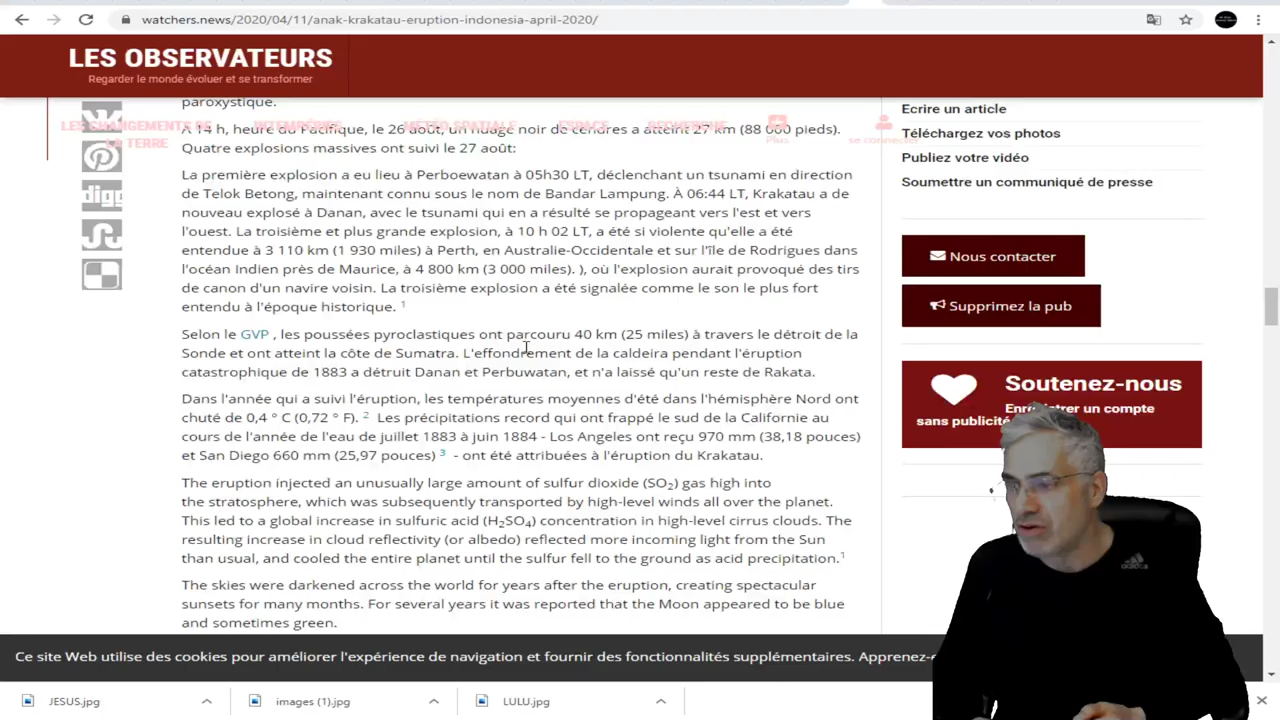 watchers.news/2020/04/11/anak-krakatau-eruption-indonesia-april-2020/
LES OBSERVATEURS
Regarder le monde évoluer et se transformer
paroxystique.
LES CHANGEMENTS DE LA TERRE
INTEMPÉRIES
MÉTÉO SPATIALE
ESPACE
RECHERCHE
Plus
se connecter
À 14 h, heure du Pacifique, le 26 août, un nuage noir de cendres a atteint 27 km (88 000 pieds).
Quatre explosions massives ont suivi le 27 août:
La première explosion a eu lieu à Perboewatan à 05h30 LT, déclenchant un tsunami en direction
de Telok Betong, maintenant connu sous le nom de Bandar Lampung. À 06:44 LT, Krakatau a de
nouveau explosé à Danan, avec le tsunami qui en a résulté se propageant vers l'est et vers
l'ouest. La troisième et plus grande explosion, à 10 h 02 LT, a été si violente qu'elle a été
entendue à 3 110 km (1 930 miles) à Perth, en Australie-Occidentale et sur l'île de Rodrigues dans
l'océan Indien près de Maurice, à 4 800 km (3 000 miles). ), où l'explosion aurait provoqué des tirs
de canon d'un navire voisin. La troisième explosion a été signalée comme le son le plus fort
entendu à l'époque historique. 1
Selon le GVP , les poussées pyroclastiques ont parcouru 40 km (25 miles) à travers le détroit de la
Sonde et ont atteint la côte de Sumatra. L'effondrement de la caldeira pendant l'éruption
catastrophique de 1883 a détruit Danan et Perbuwatan, et n'a laissé qu'un reste de Rakata.
Dans l'année qui a suivi l'éruption, les températures moyennes d'été dans l'hémisphère Nord ont
chuté de 0,4 ° C (0,72 ° F). 2 Les précipitations record qui ont frappé le sud de la Californie au
cours de l'année de l'eau de juillet 1883 à juin 1884 - Los Angeles ont reçu 970 mm (38,18 pouces)
et San Diego 660 mm (25,97 pouces) 3 - ont été attribuées à l'éruption du Krakatau.
The eruption injected an unusually large amount of sulfur dioxide (SO2) gas high into
the stratosphere, which was subsequently transported by high-level winds all over the planet.
This led to a global increase in sulfuric acid (H2SO4) concentration in high-level cirrus clouds. The
resulting increase in cloud reflectivity (or albedo) reflected more incoming light from the Sun
than usual, and cooled the entire planet until the sulfur fell to the ground as acid precipitation.1
The skies were darkened across the world for years after the eruption, creating spectacular
sunsets for many months. For several years it was reported that the Moon appeared to be blue
and sometimes green.
digg
Ecrire un article
Téléchargez vos photos
Publiez votre vidéo
Soumettre un communiqué de presse
Nous contacter
Supprimez la pub
Soutenez-nous
Enregistrer un compte
sans publicité
adidas
Ce site Web utilise des cookies pour améliorer l'expérience de navigation et fournir des fonctionnalités supplémentaires. Apprenez-e
JESUS.jpg
images (1).jpg
LULU.jpg